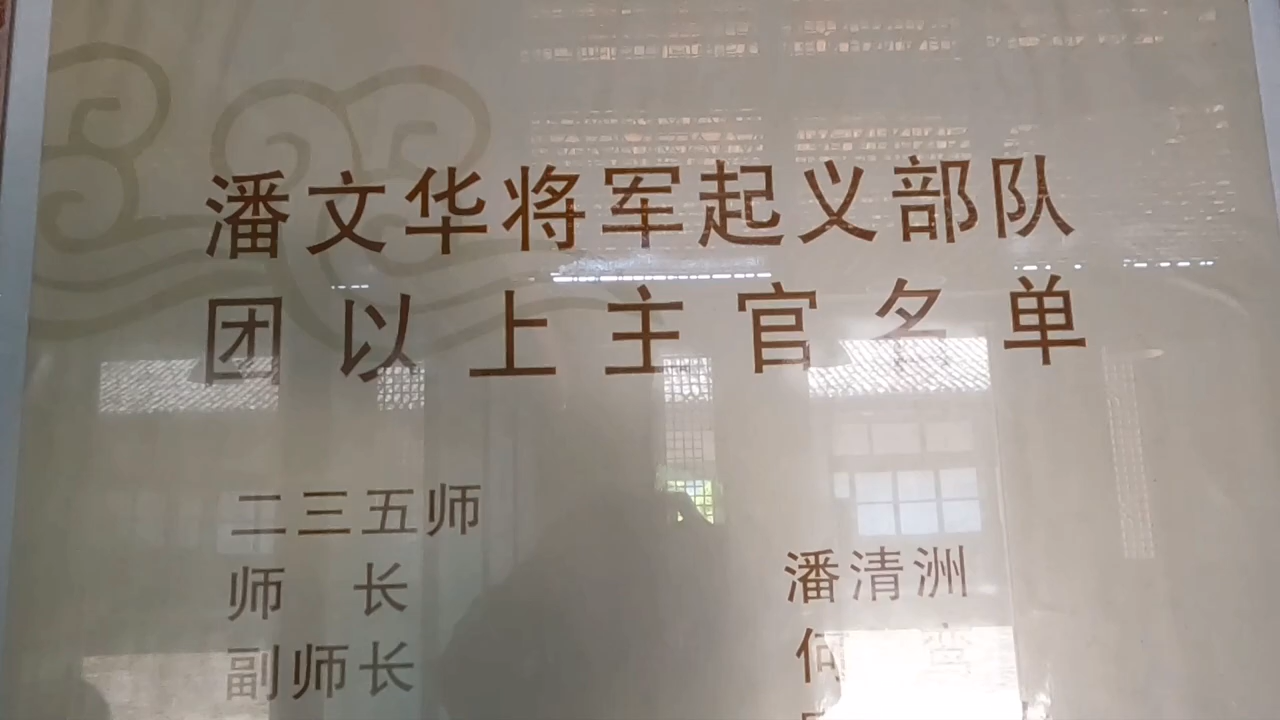 潘文华将军起义部队
团以上主官名单
二三五师
师 长 潘清洲
副师长 何